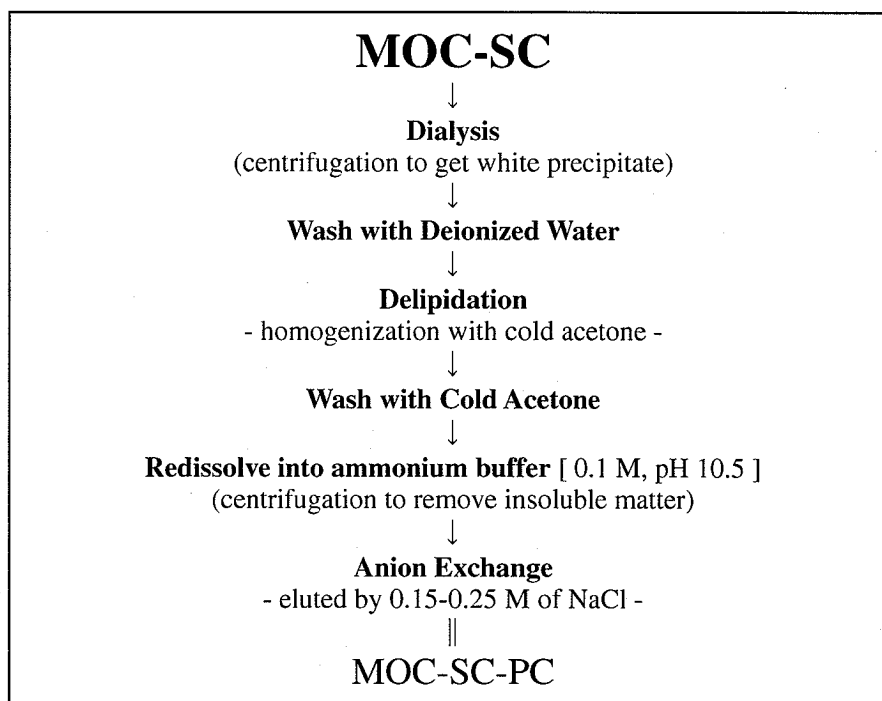 MOC-SC
↓
Dialysis
(centrifugation to get white precipitate)
↓
Wash with Deionized Water
↓
Delipidation
- homogenization with cold acetone -
↓
Wash with Cold Acetone
↓
Redissolve into ammonium buffer [ 0.1 M, pH 10.5 ]
(centrifugation to remove insoluble matter)
↓
Anion Exchange
- eluted by 0.15-0.25 M of NaCl -
||
MOC-SC-PC